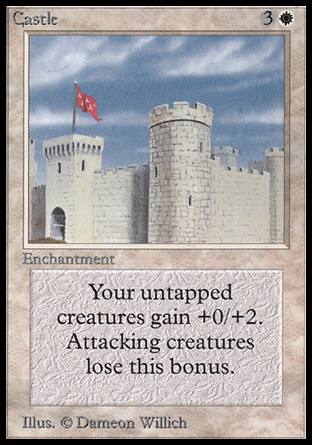 Castle 3
Enchantment
Your untapped
creatures gain +0/+2.
Attacking creatures
lose this bonus.
Illus. © Dameon Willich